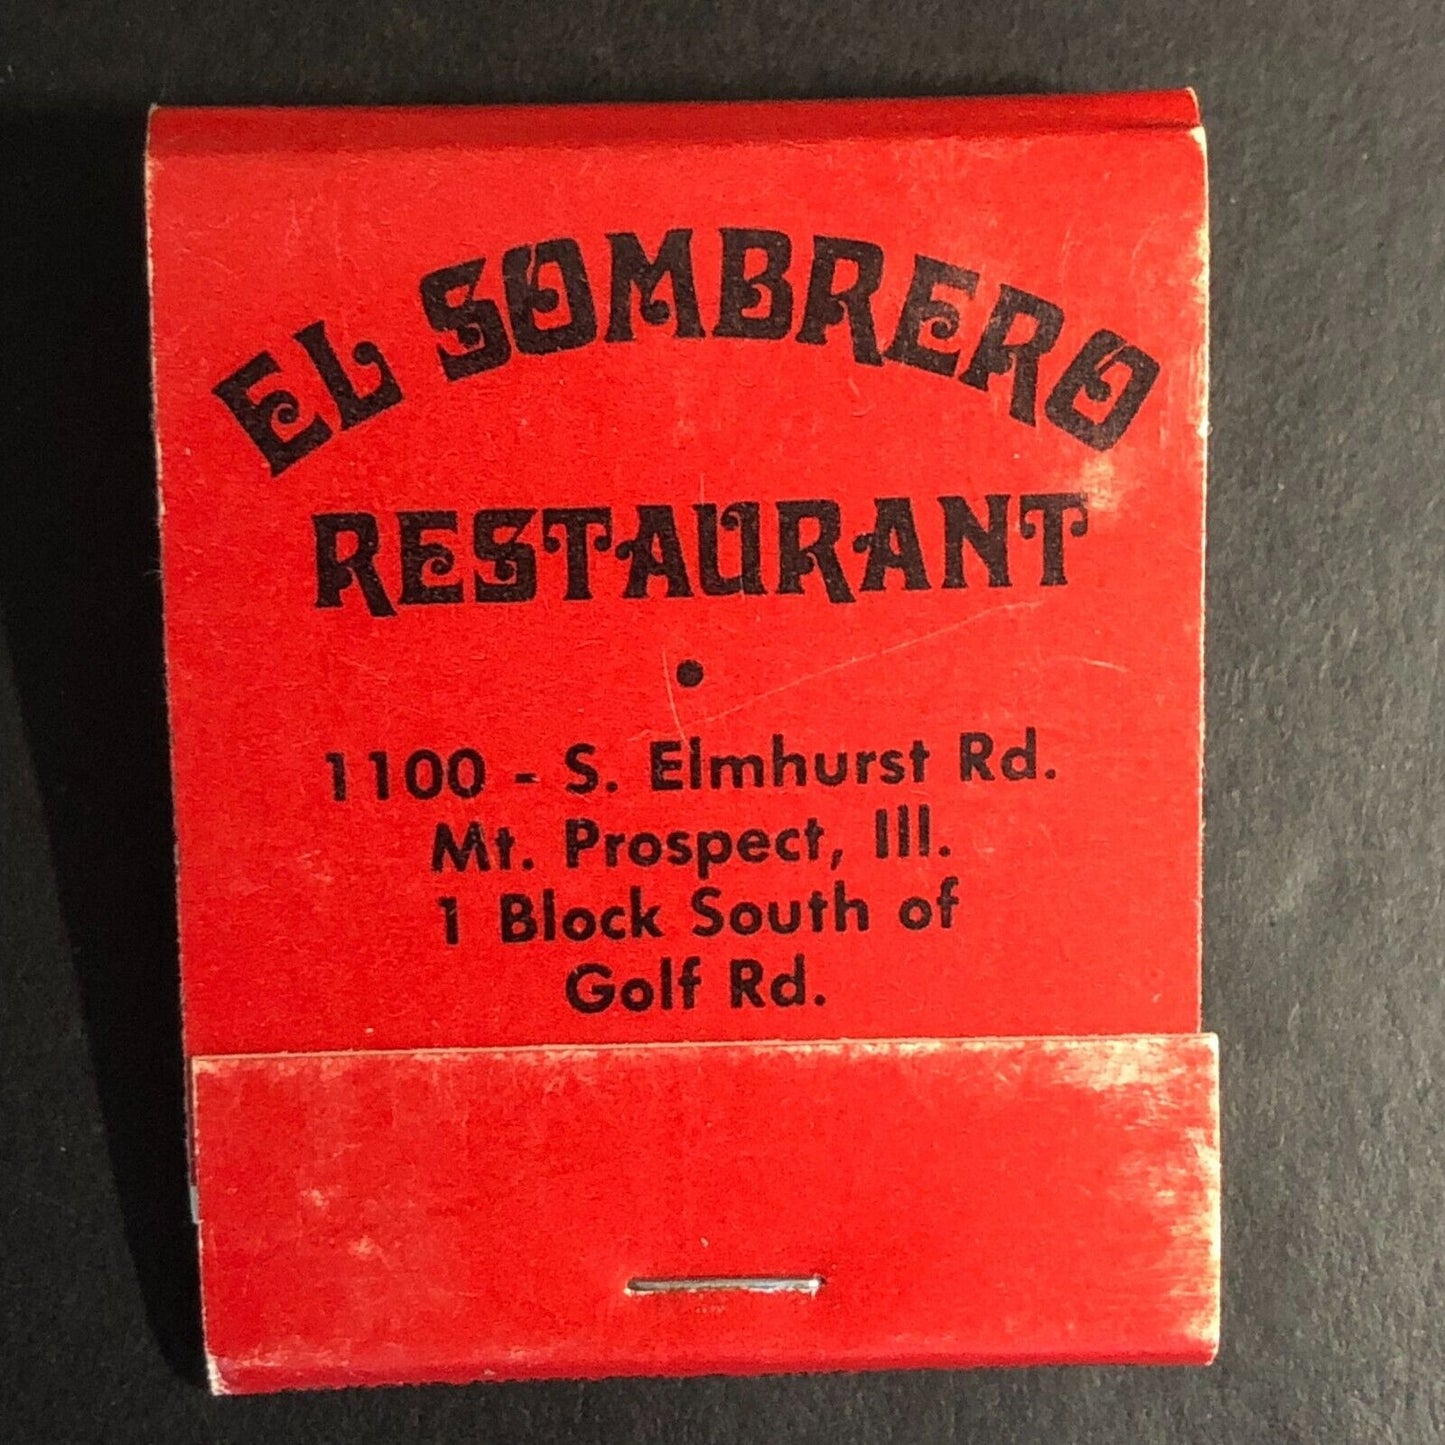 EL SOMBRERO
RESTAURANT
•
1100 - S. Elmhurst Rd.
Mt. Prospect, Ill.
1 Block South of
Golf Rd.